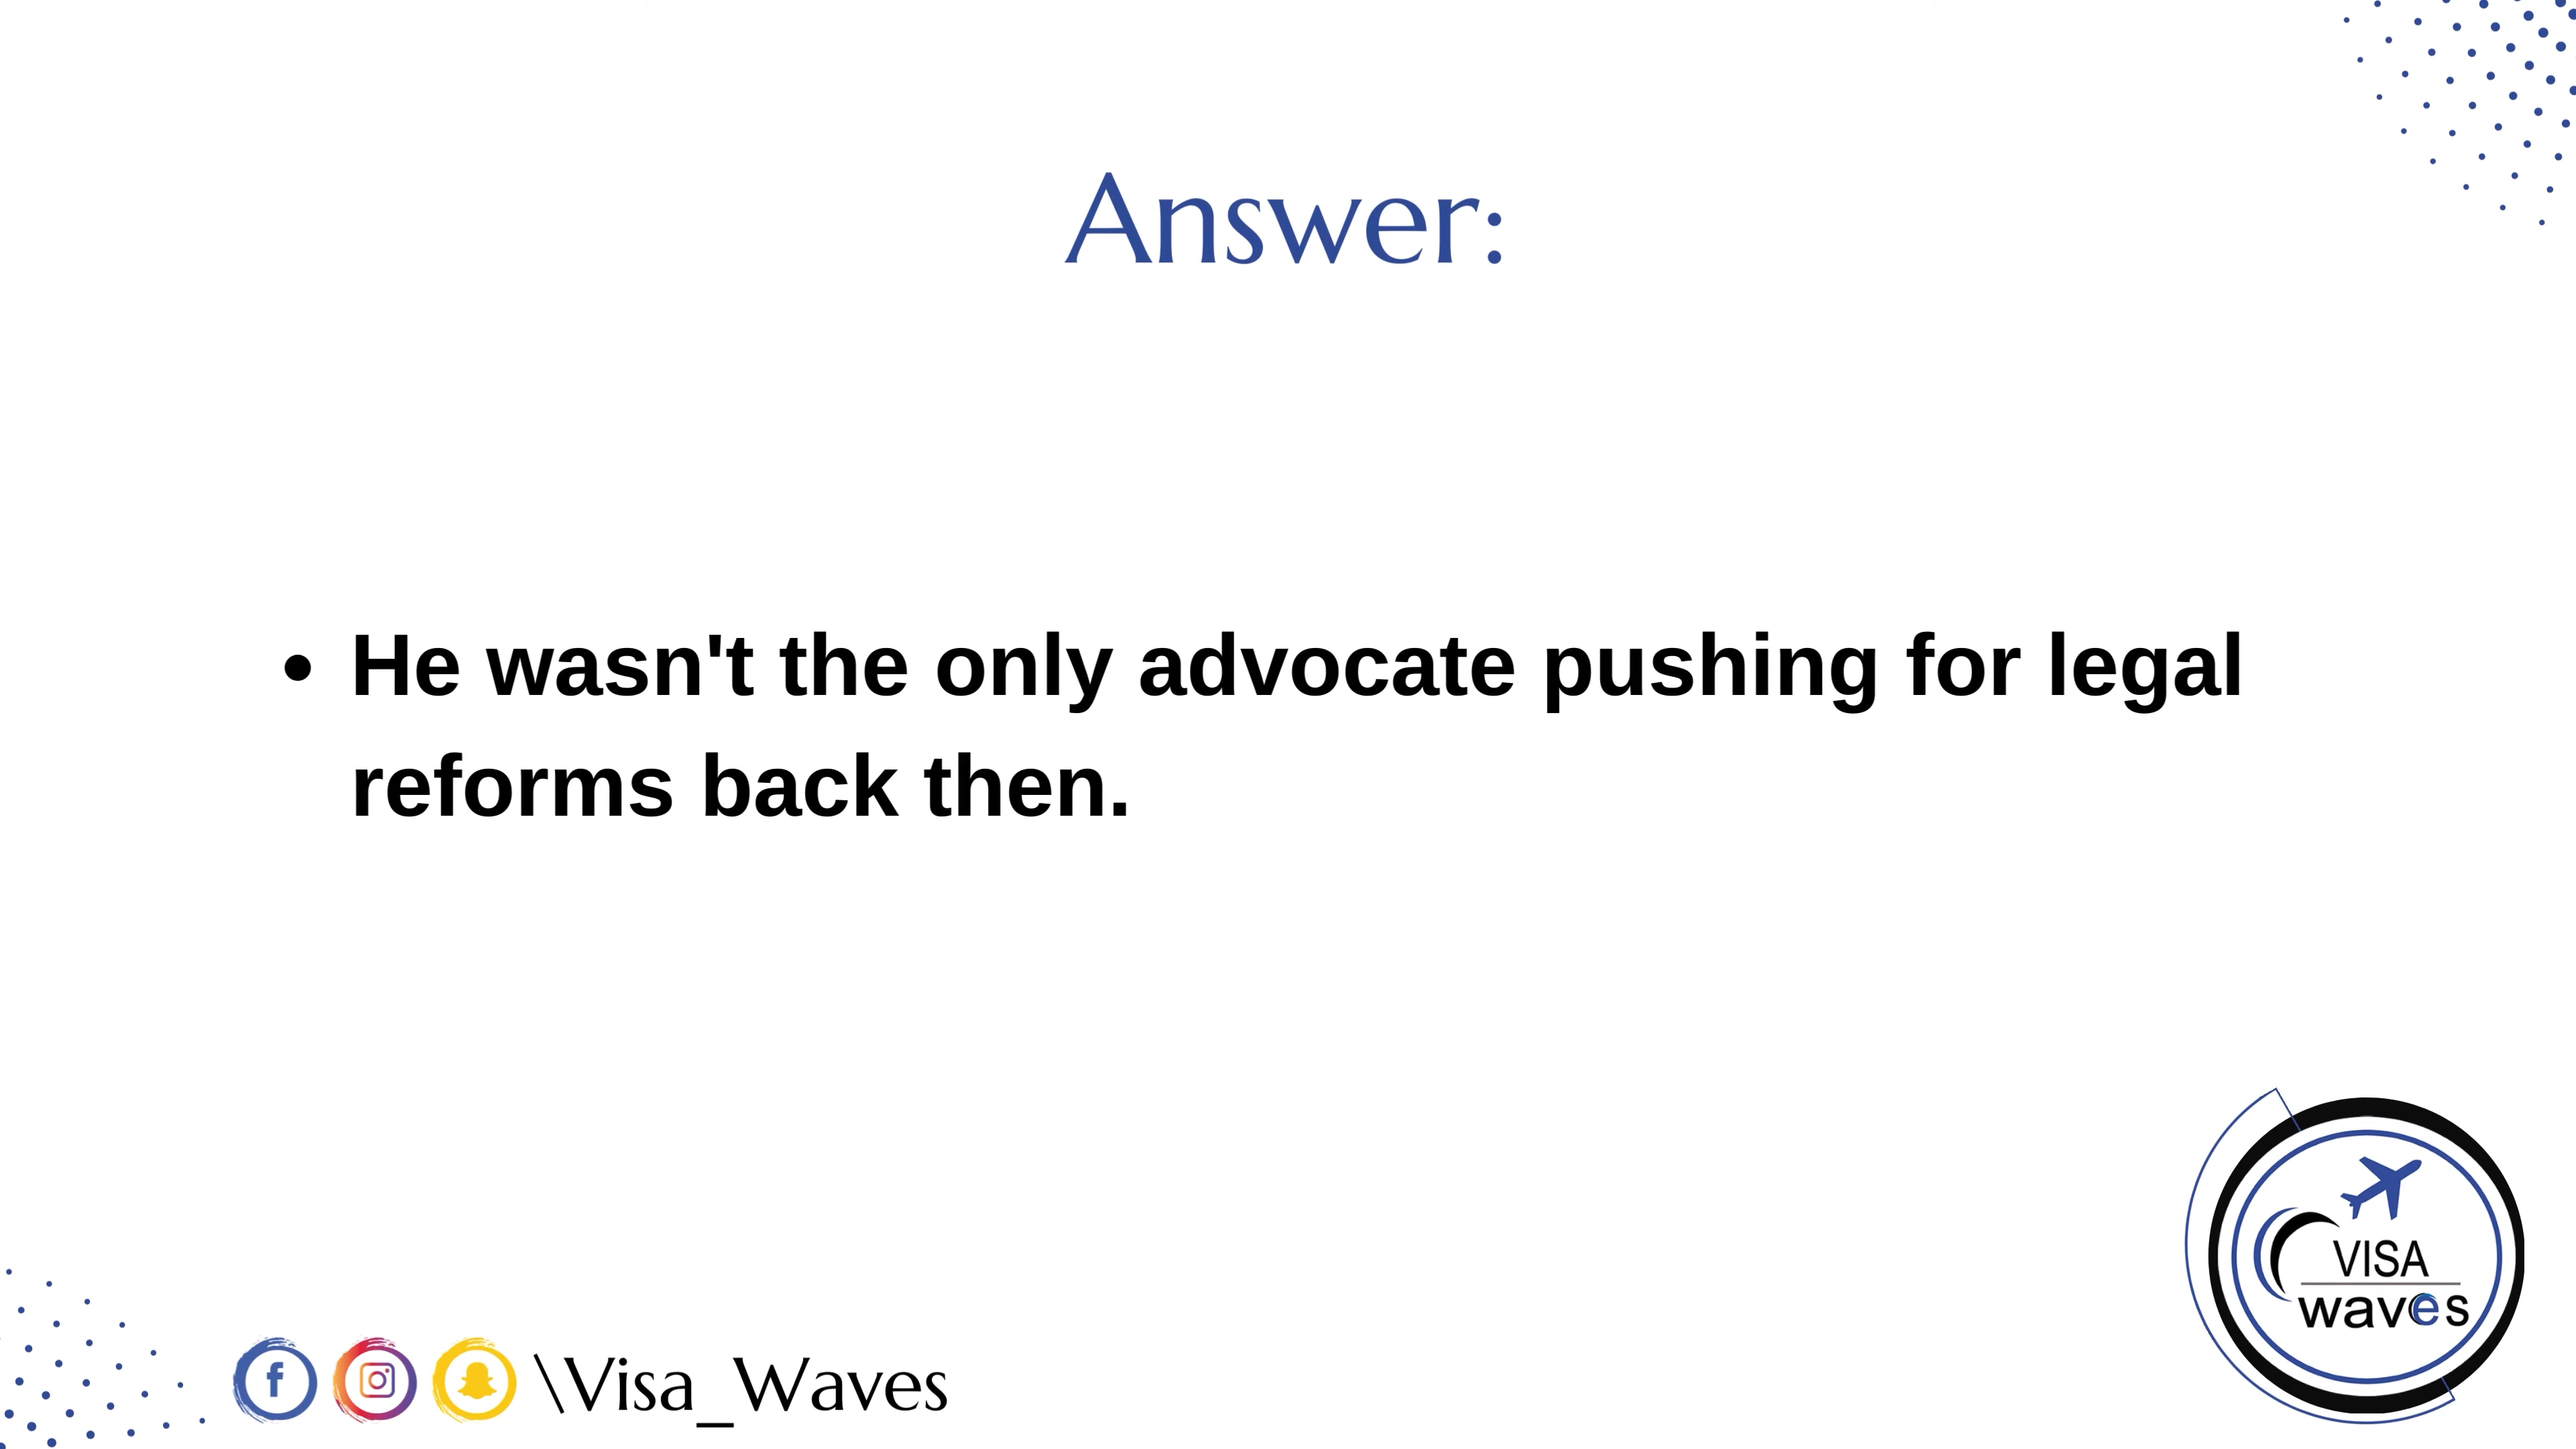 Answer:
• He wasn't the only advocate pushing for legal
reforms back then.
VISA
waves
\Visa_Waves